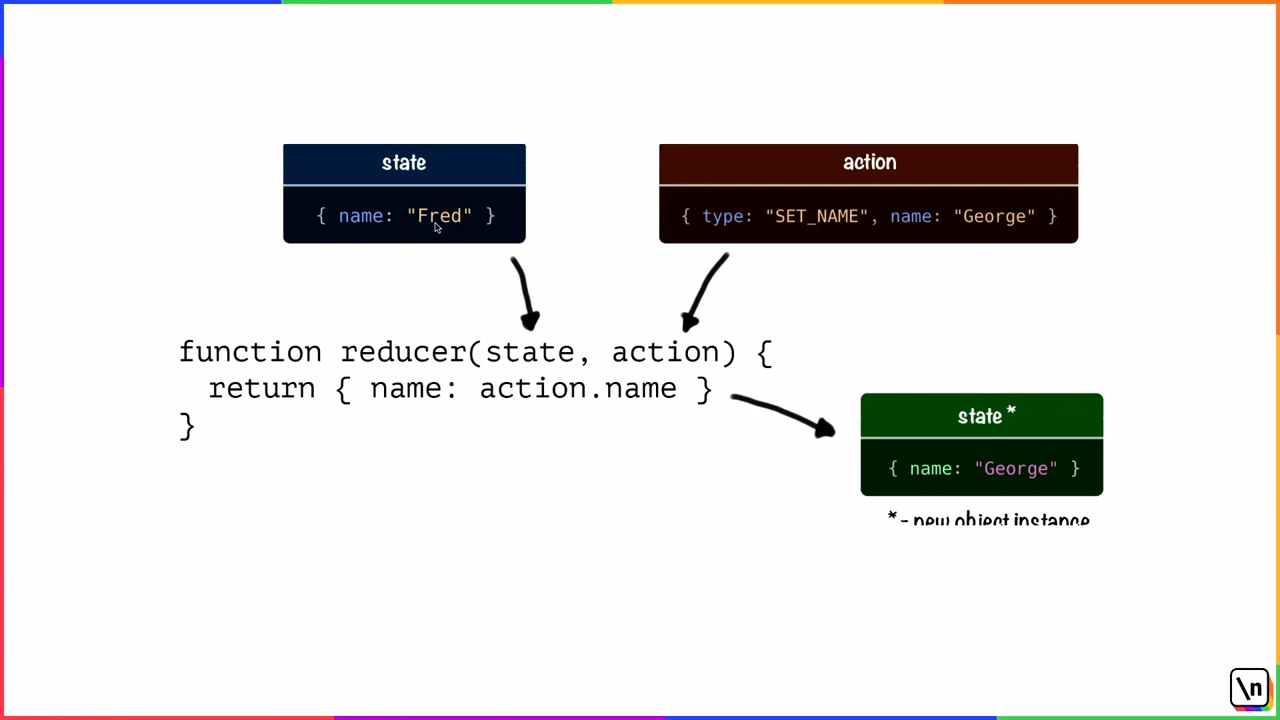 state
{ name: "Fred" }
action
{ type: "SET_NAME", name: "George" }
function reducer(state, action) {
return { name: action.name }
}
state *
{ name: "George" }
* - new object instance
\n